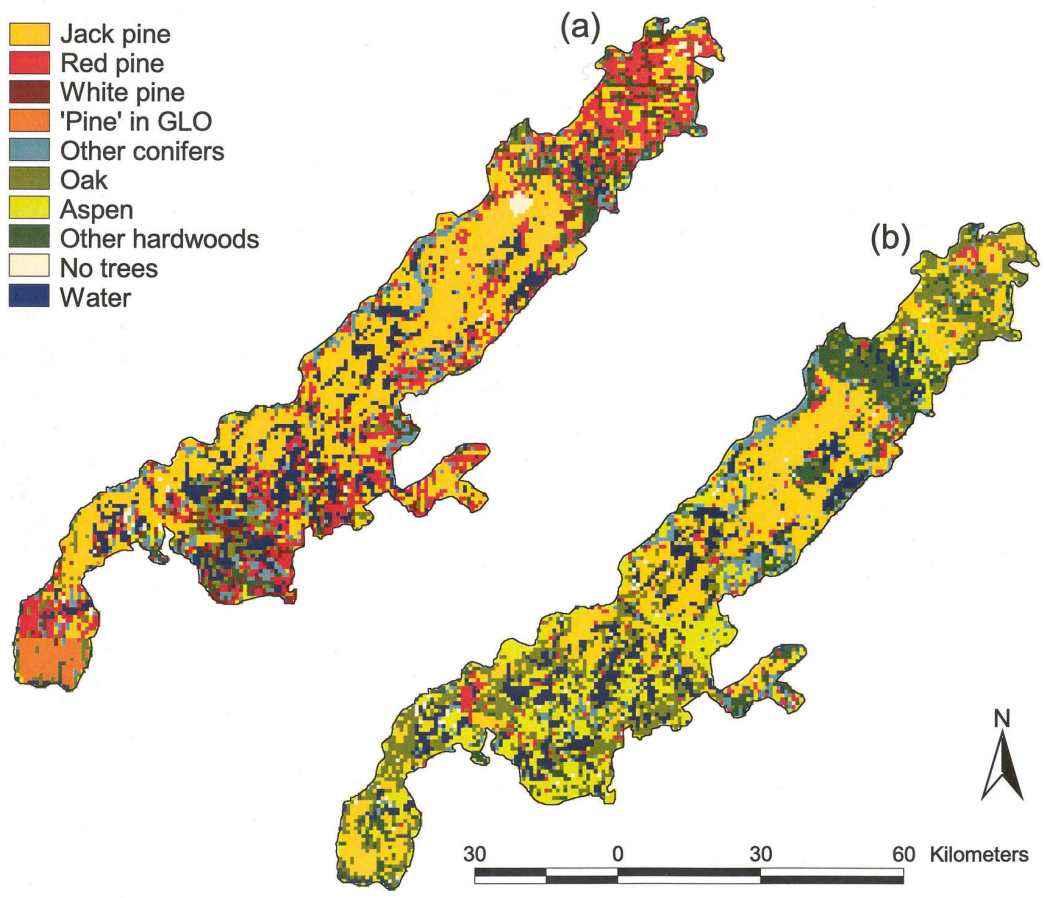 (a)
Jack pine
Red pine
White pine
'Pine' in GLO
Other conifers
Oak
Aspen
Other hardwoods
No trees
Water
(b)
N
30 0 30 60 Kilometers